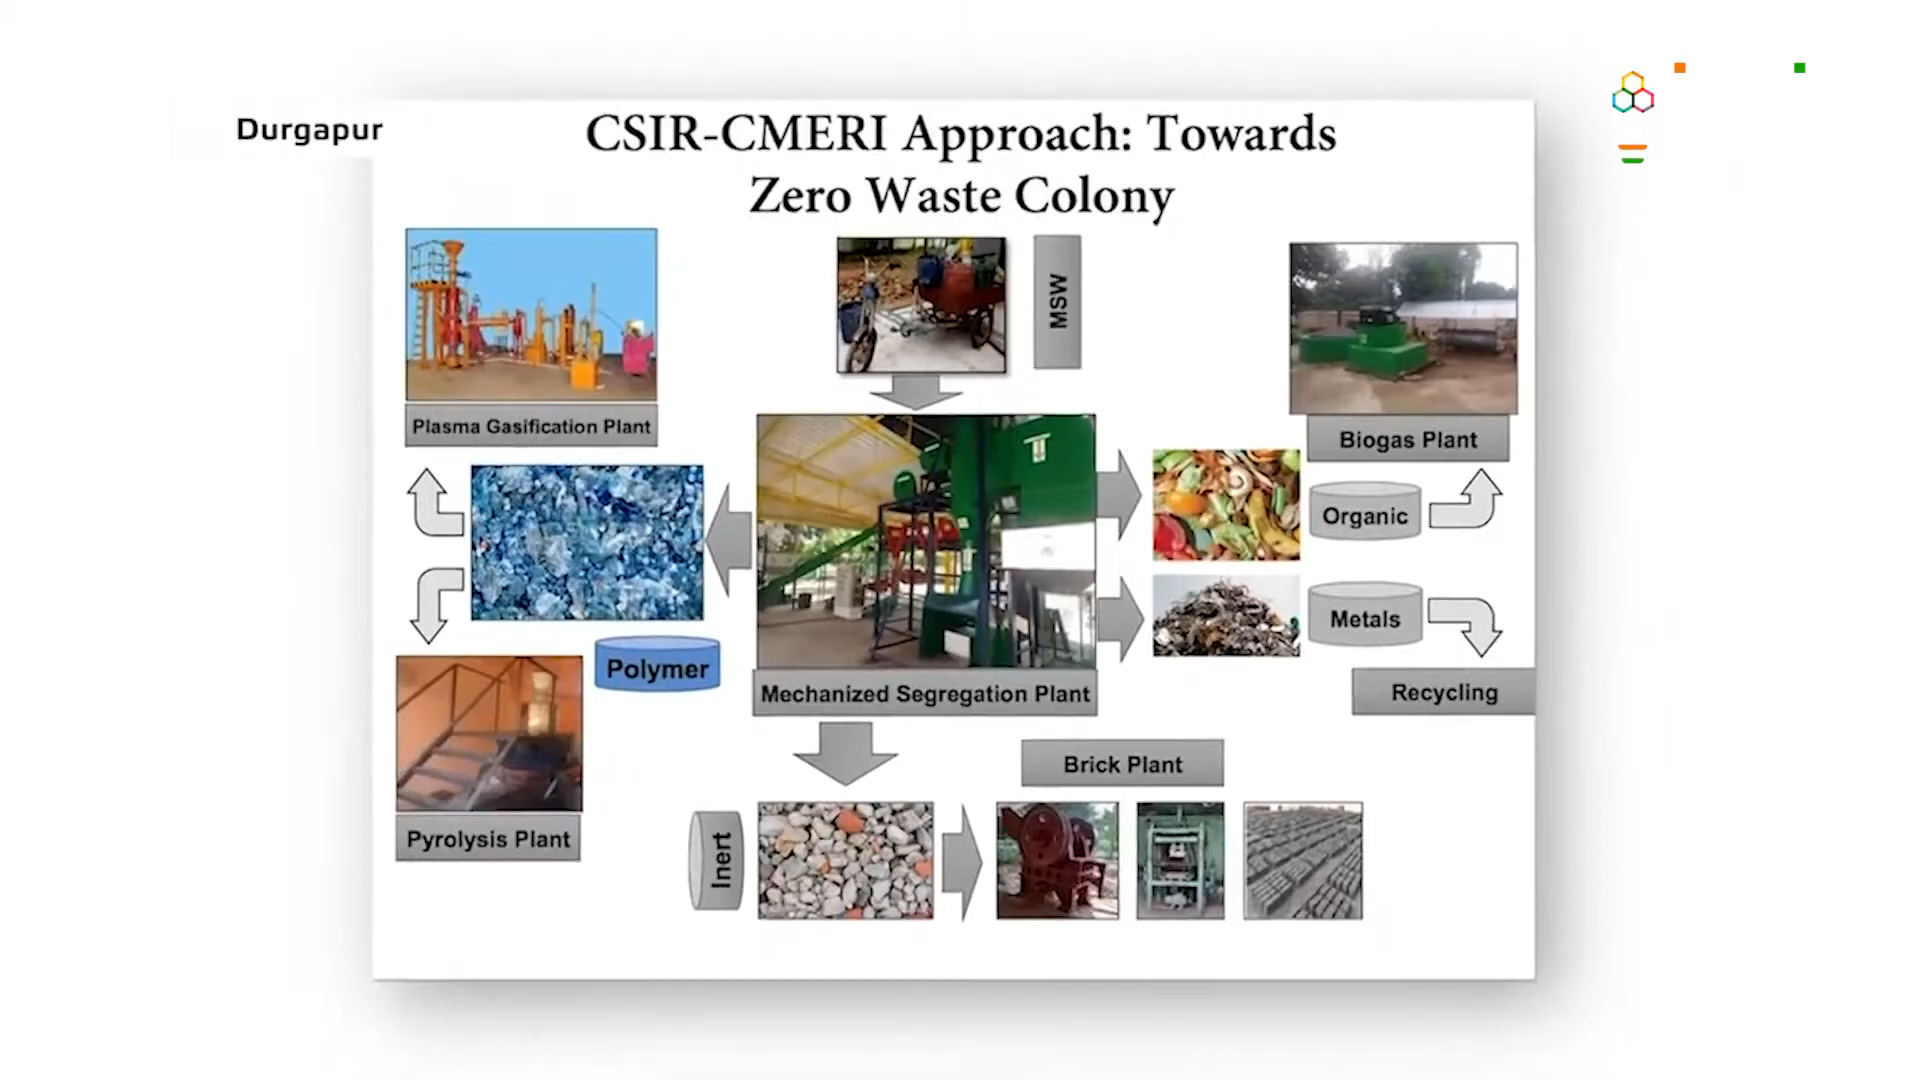 Durgapur
CSIR-CMERI Approach: Towards
Zero Waste Colony
MSW
Plasma Gasification Plant
Biogas Plant
Organic
Metals
Polymer
Mechanized Segregation Plant
Recycling
Brick Plant
Pyrolysis Plant
Inert